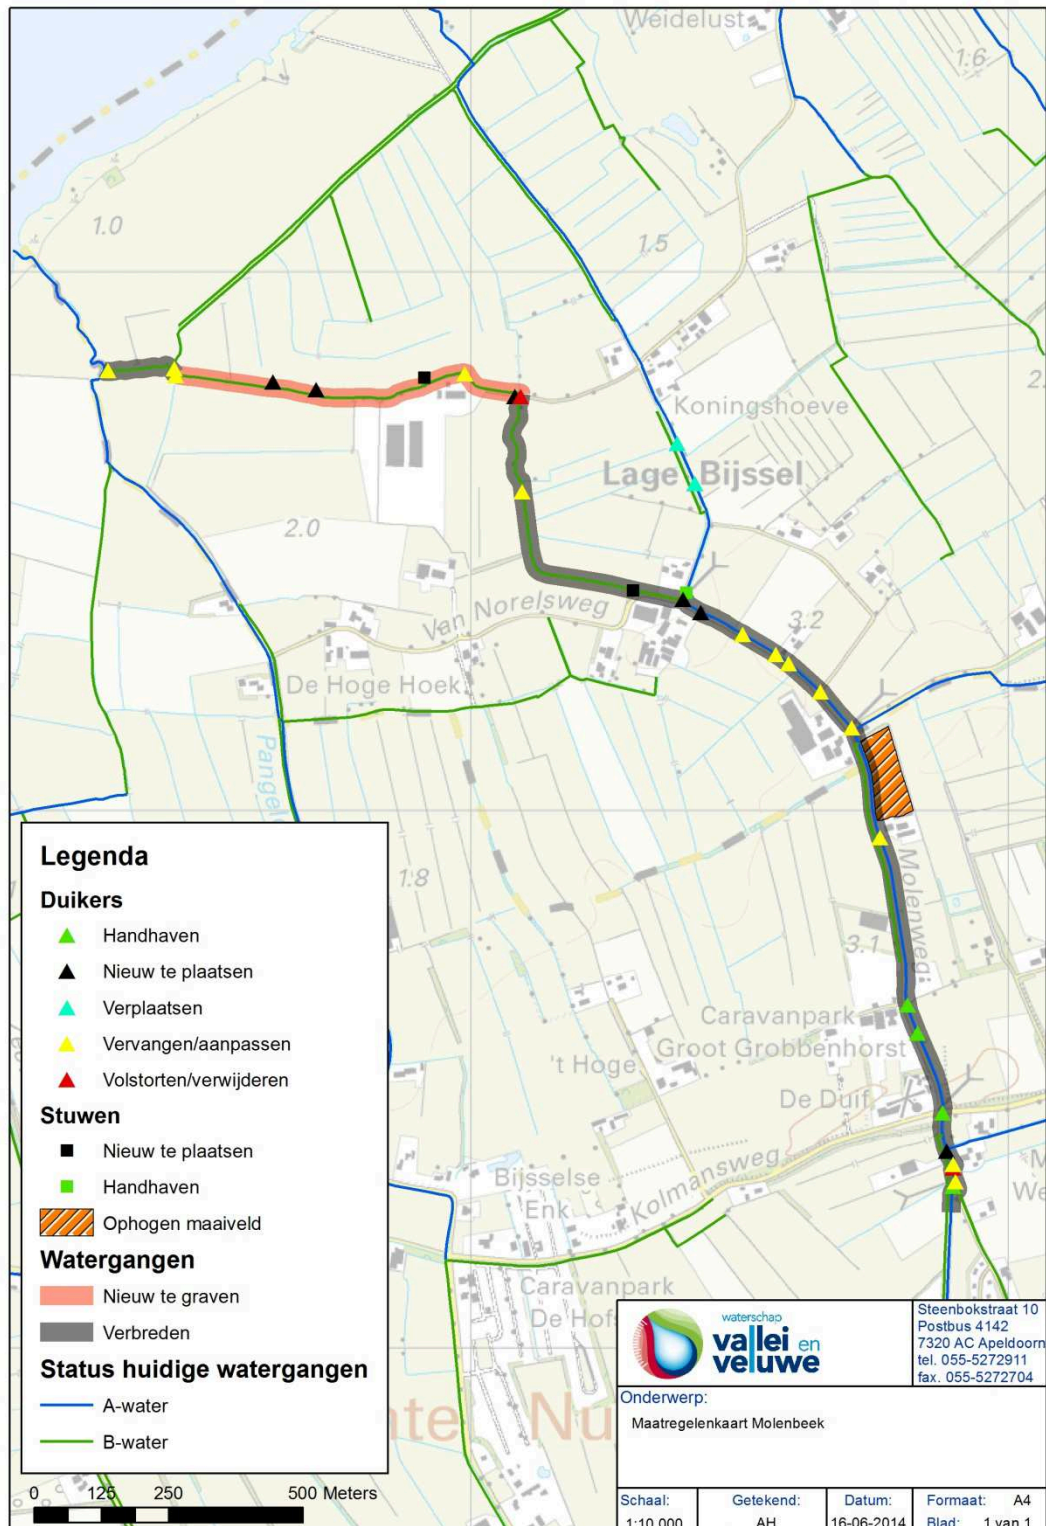 Weidelust
1.6
1.0
1.5
Koningshoeve
Lage Bijssel
2.0
Van Norelsweg
3.2
De Hoge Hoek
Legenda
Duikers
Handhaven
Nieuw te plaatsen
Verplaatsen
Vervangen/aanpassen
Volstorten/verwijderen
Stuwen
Nieuw te plaatsen
Handhaven
Ophogen maaiveld
Watergangen
Nieuw te graven
Verbreden
Status huidige watergangen
A-water
B-water
0 125 250 500 Meters
1.8
Molenweg
3.1
Caravanpark
Groot Grobbenhorst
't Hoge
De Duif
Kolmansweg
Bijsselse
Enk
Caravanpark
De Hofs
Nu
waterschap
vallei en
veluwe
Steenbokstraat 10
Postbus 4142
7320 AC Apeldoorn
tel. 055-5272911
fax. 055-5272704
Onderwerp:
Maatregelenkaart Molenbeek
Schaal: Getekend: Datum: Formaat: A4
1:10.000 AH 16-06-2014 Blad: 1 van 1